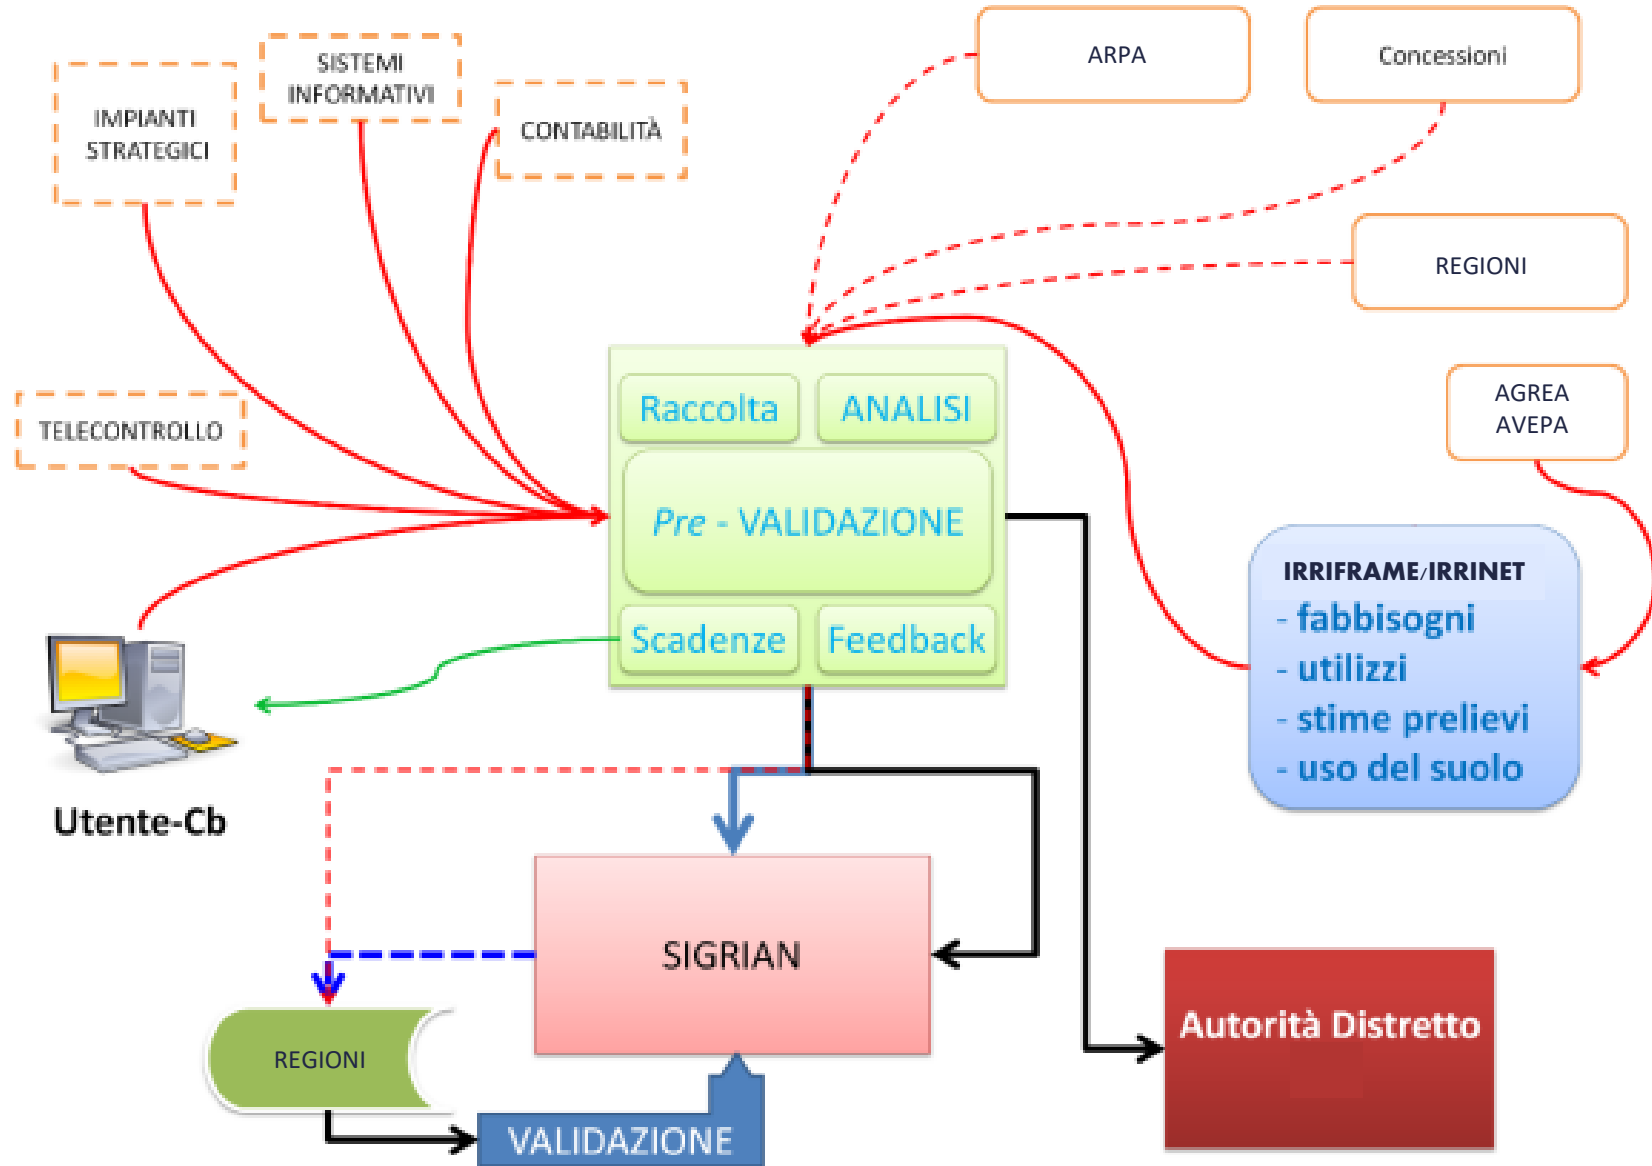 SISTEMI
INFORMATIVI
IMPIANTI
STRATEGICI
CONTABILITÀ
TELECONTROLLO
ARPA
Concessioni
REGIONI
AGREA
AVEPA
Raccolta
ANALISI
Pre - VALIDAZIONE
Scadenze
Feedback
IRRIFRAME/IRRINET
- fabbisogni
- utilizzi
- stime prelievi
- uso del suolo
Utente-Cb
SIGRIAN
Autorità Distretto
REGIONI
VALIDAZIONE